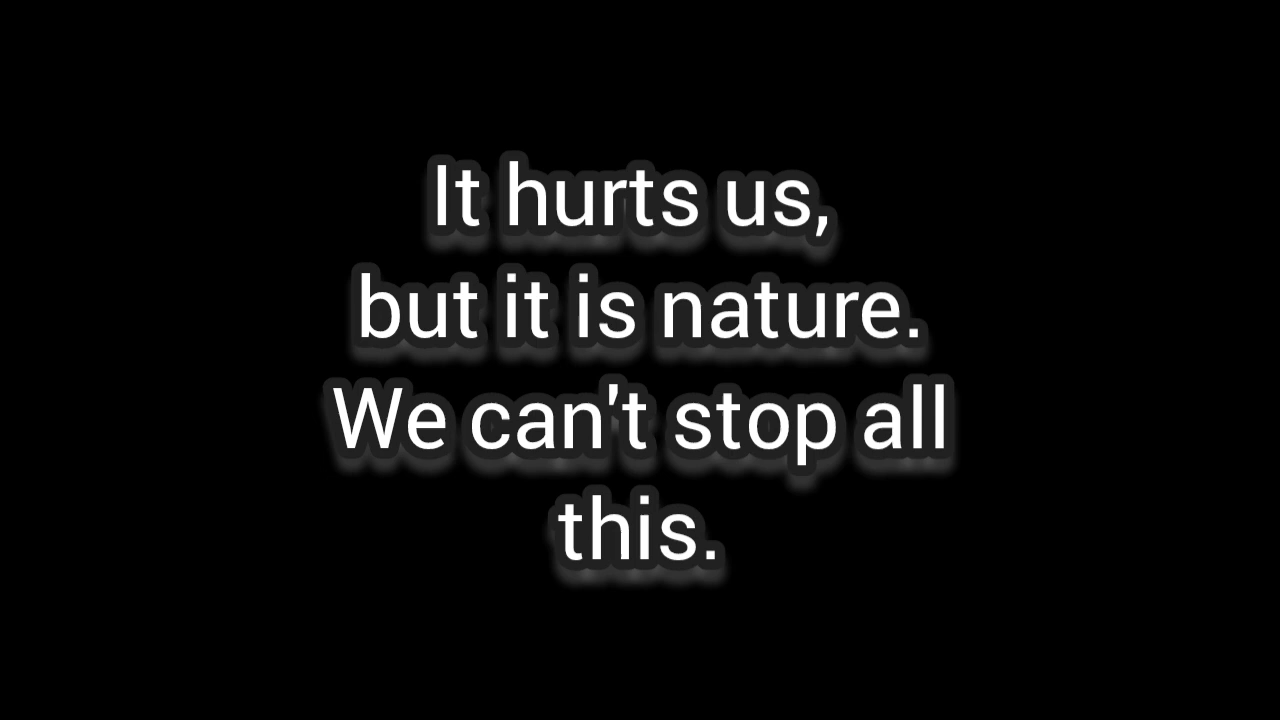 It hurts us,
but it is nature.
We can't stop all
this.